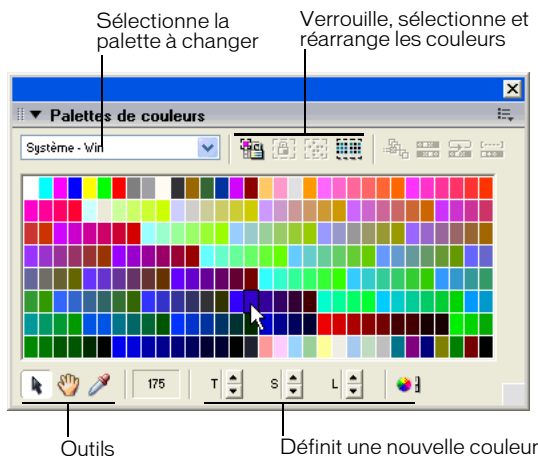 Sélectionne la
palette à changer
Verrouille, sélectionne et
réarrange les couleurs
Palettes de couleurs
Système - Win
175
T
S
L
Outils
Définit une nouvelle couleur